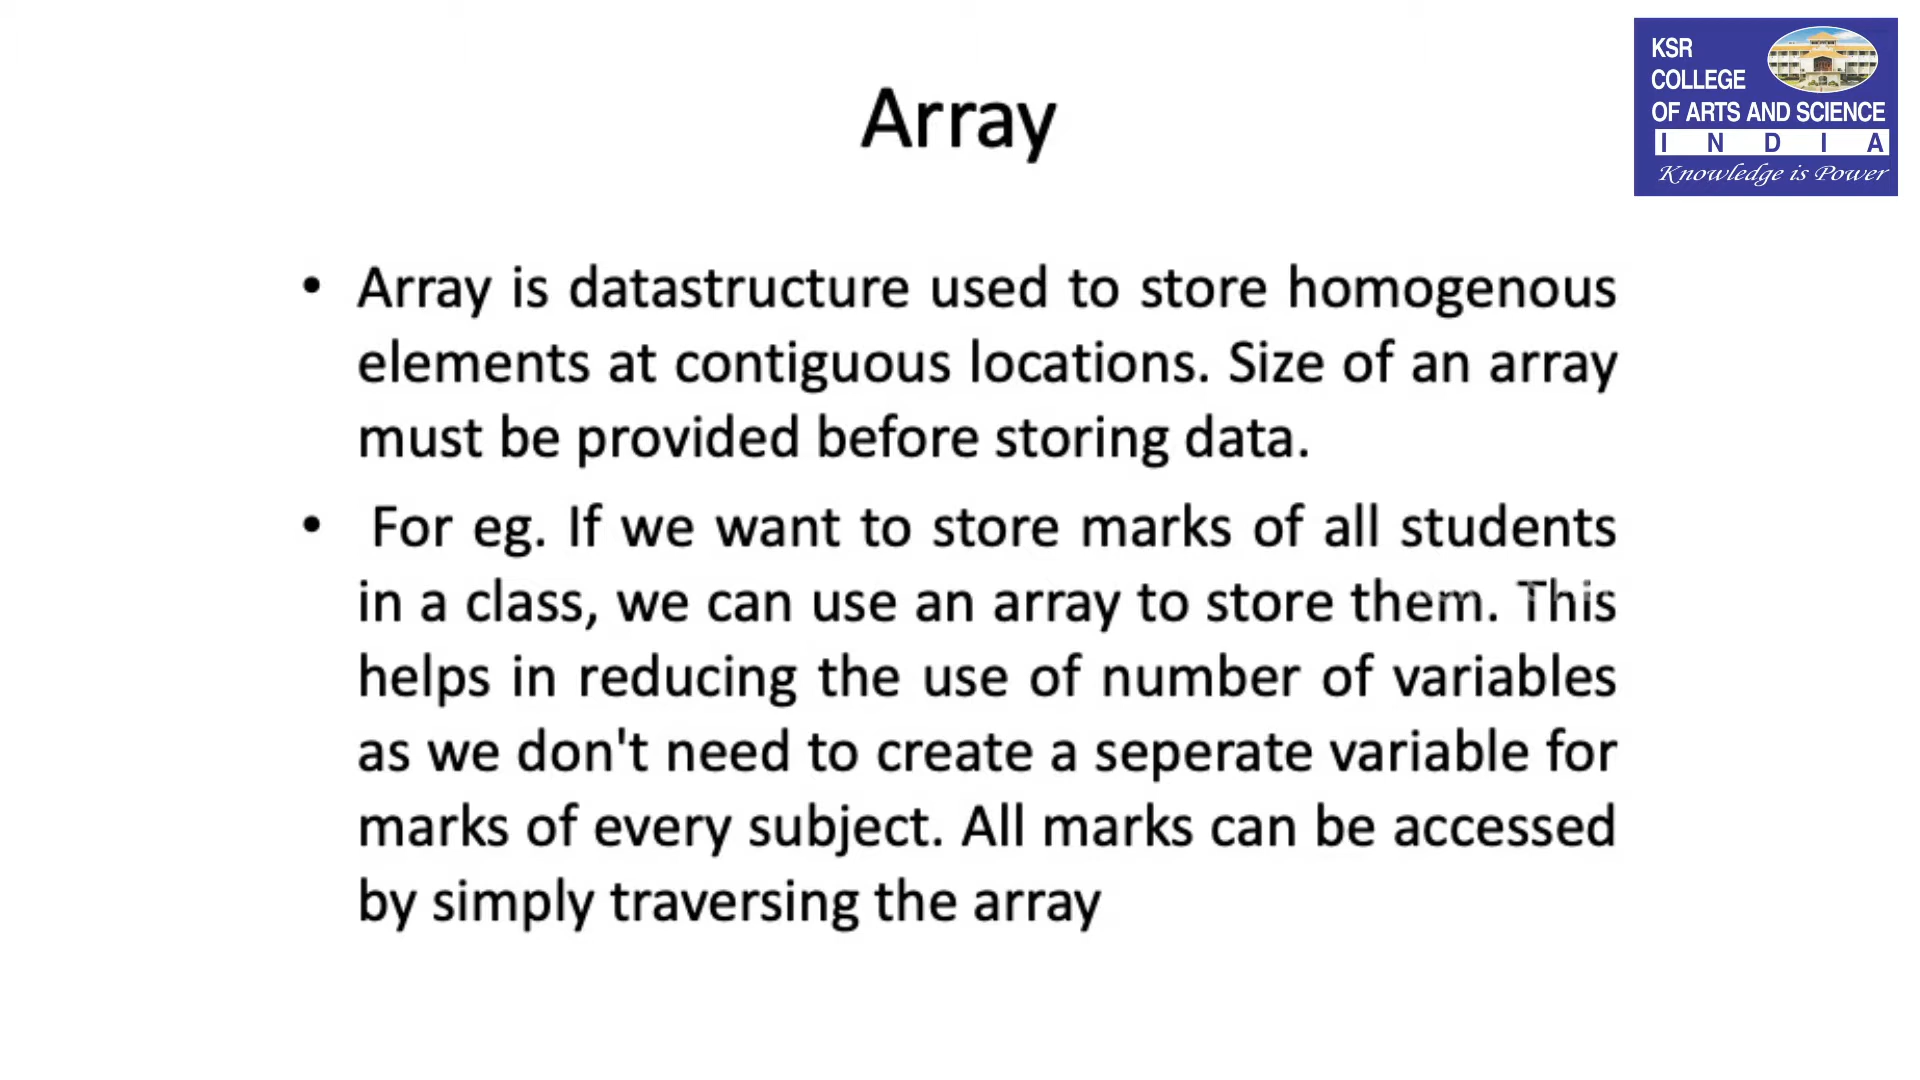 Array
KSR
COLLEGE
OF ARTS AND SCIENCE
I N D I A
Knowledge is Power
• Array is datastructure used to store homogenous
elements at contiguous locations. Size of an array
must be provided before storing data.
• For eg. If we want to store marks of all students
in a class, we can use an array to store them. This
helps in reducing the use of number of variables
as we don't need to create a seperate variable for
marks of every subject. All marks can be accessed
by simply traversing the array